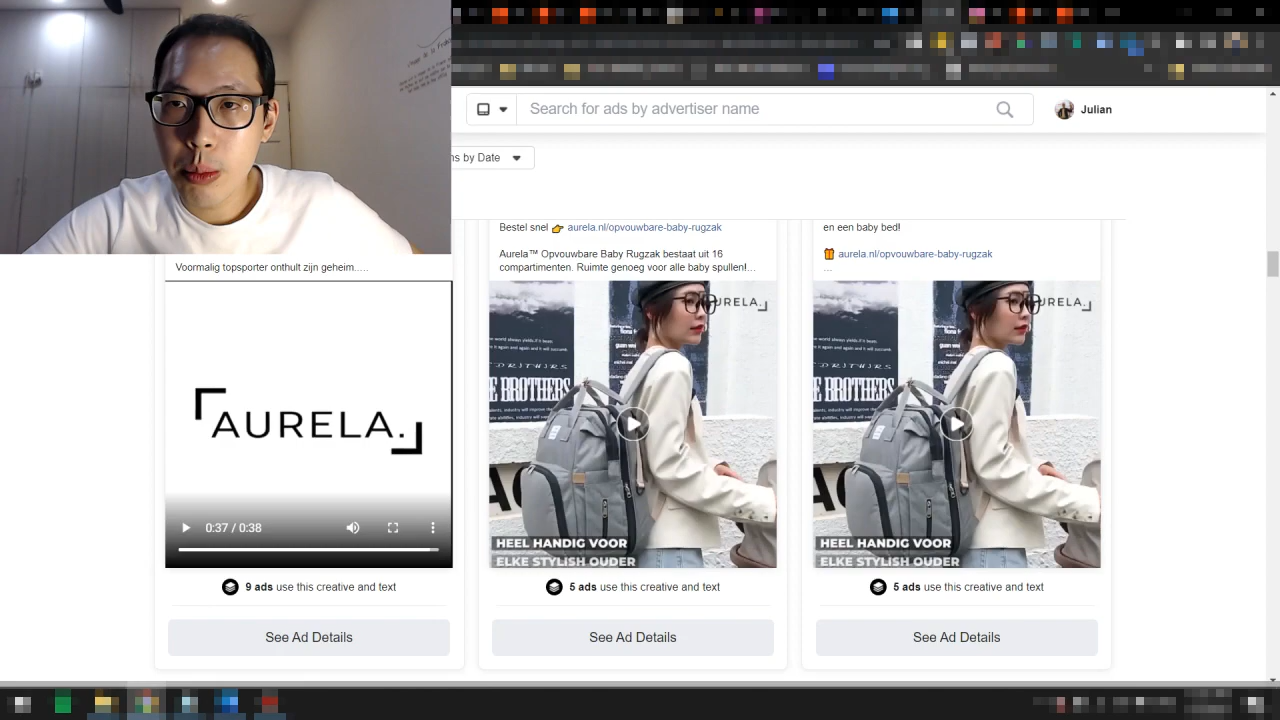 Search for ads by advertiser name
Julian
ns by Date
Voormalig topsporter onthult zijn geheim.....
AURELA.
0:37 / 0:38
9 ads use this creative and text
See Ad Details
Bestel snel 👉 aurela.nl/opvouwbare-baby-rugzak
Aurela™ Opvouwbare Baby Rugzak bestaat uit 16
compartimenten. Ruimte genoeg voor alle baby spullen!...
URELA.
E BROTHERS
HEEL HANDIG VOOR
ELKE STYLISH OUDER
5 ads use this creative and text
See Ad Details
en een baby bed!
🎁 aurela.nl/opvouwbare-baby-rugzak
...
URELA.
E BROTHERS
HEEL HANDIG VOOR
ELKE STYLISH OUDER
5 ads use this creative and text
See Ad Details